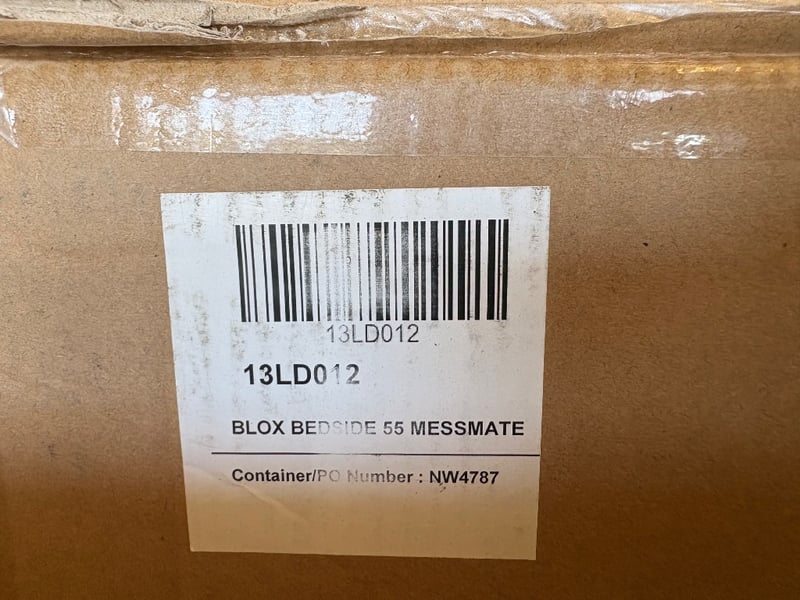 13LD012
13LD012
BLOX BEDSIDE 55 MESSMATE
Container/PO Number : NW4787